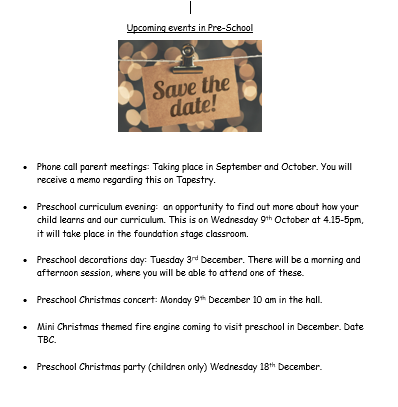 Upcoming events in Pre-School
Save the
date!
• Phone call parent meetings: Taking place in September and October. You will
receive a memo regarding this on Tapestry.
• Preschool curriculum evening:  an opportunity to find out more about how your
child learns and our curriculum. This is on Wednesday 9th October at 4.15-5pm,
it will take place in the foundation stage classroom.
• Preschool decorations day: Tuesday 3rd December. There will be a morning and
afternoon session, where you will be able to attend one of these.
• Preschool Christmas concert: Monday 9th December 10 am in the hall.
• Mini Christmas themed fire engine coming to visit preschool in December. Date
TBC.
• Preschool Christmas party (children only) Wednesday 18th December.